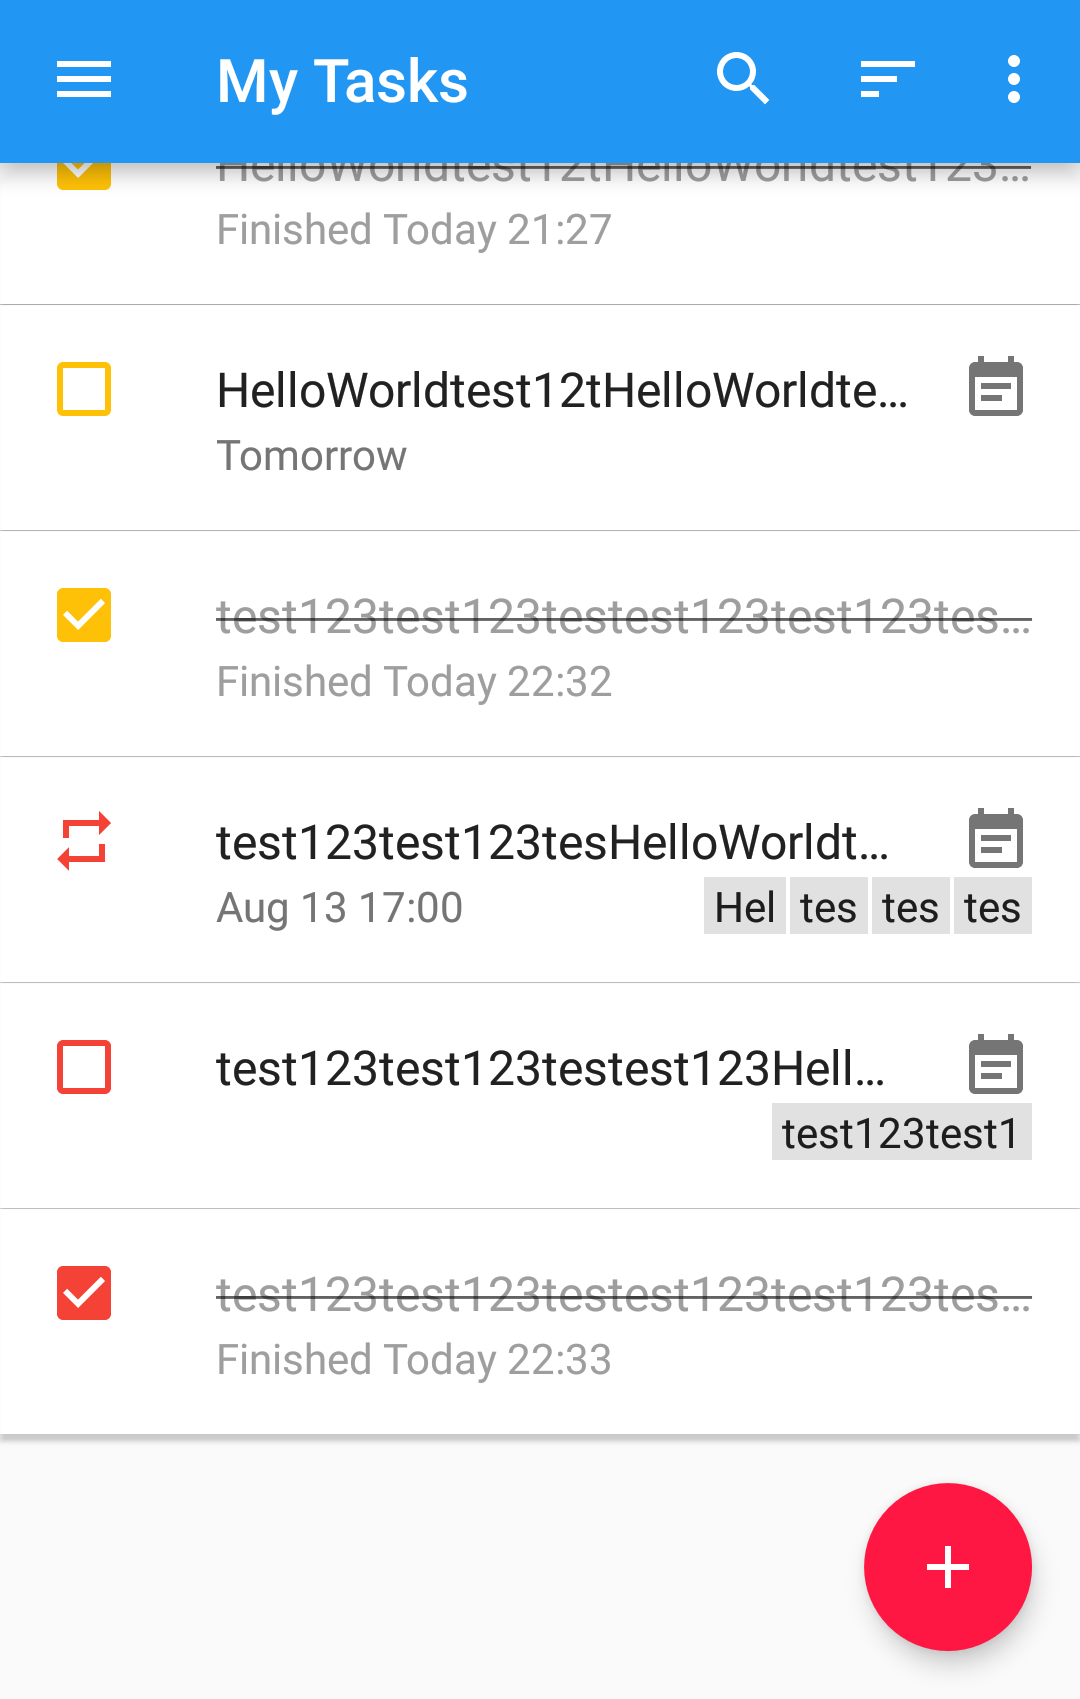 My Tasks
HelloWorldtest12tHelloWorldtest123…
Finished Today 21:27
HelloWorldtest12tHelloWorldte…
Tomorrow
test123test123testest123test123tes…
Finished Today 22:32
test123test123tesHelloWorldt…
Aug 13 17:00 Hel tes tes tes
test123test123testest123Hell…
test123test1
test123test123testest123test123tes…
Finished Today 22:33